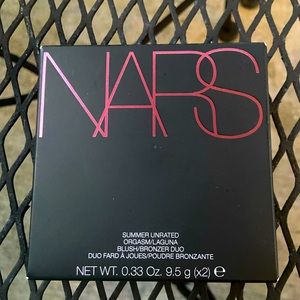 NARS
SUMMER UNRATED
ORGASM/LAGUNA
BLUSH/BRONZER DUO
DUO FARD À JOUES/POUDRE BRONZANTE
NET WT. 0.33 Oz. 9.5 g (x2) ℮